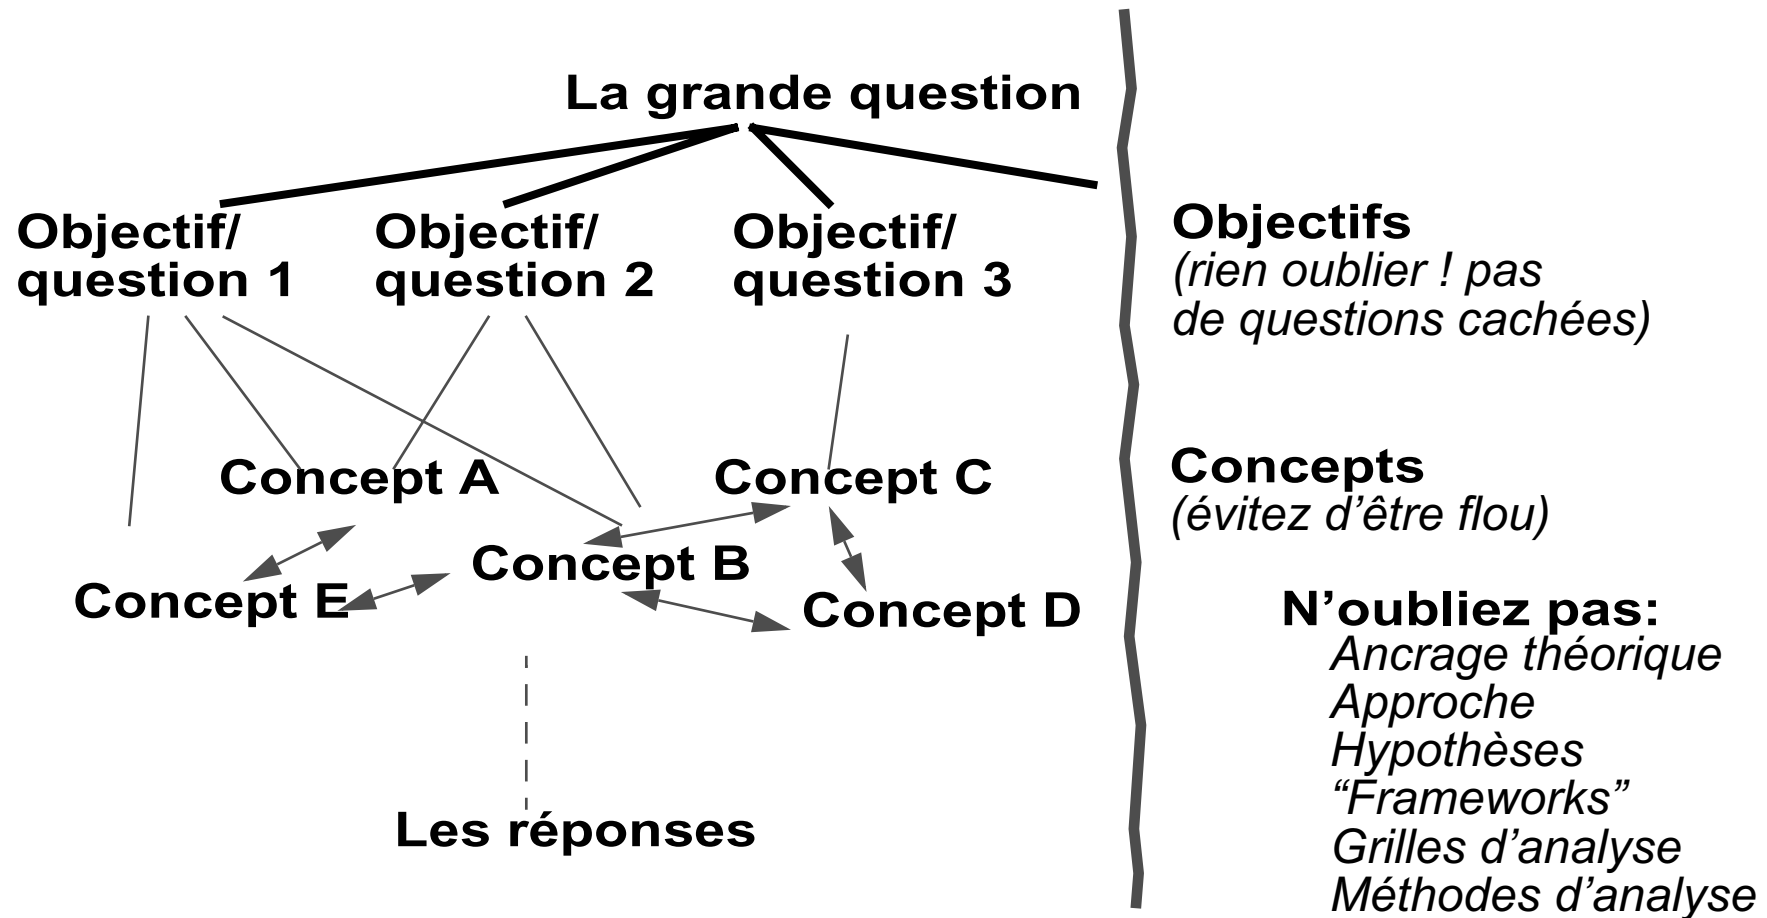 La grande question
Objectif/
question 1
Objectif/
question 2
Objectif/
question 3
Concept A
Concept C
Concept B
Concept E
Concept D
Les réponses
Objectifs
(rien oublier ! pas
de questions cachées)
Concepts
(évitez d’être flou)
N’oubliez pas:
Ancrage théorique
Approche
Hypothèses
“Frameworks”
Grilles d’analyse
Méthodes d’analyse